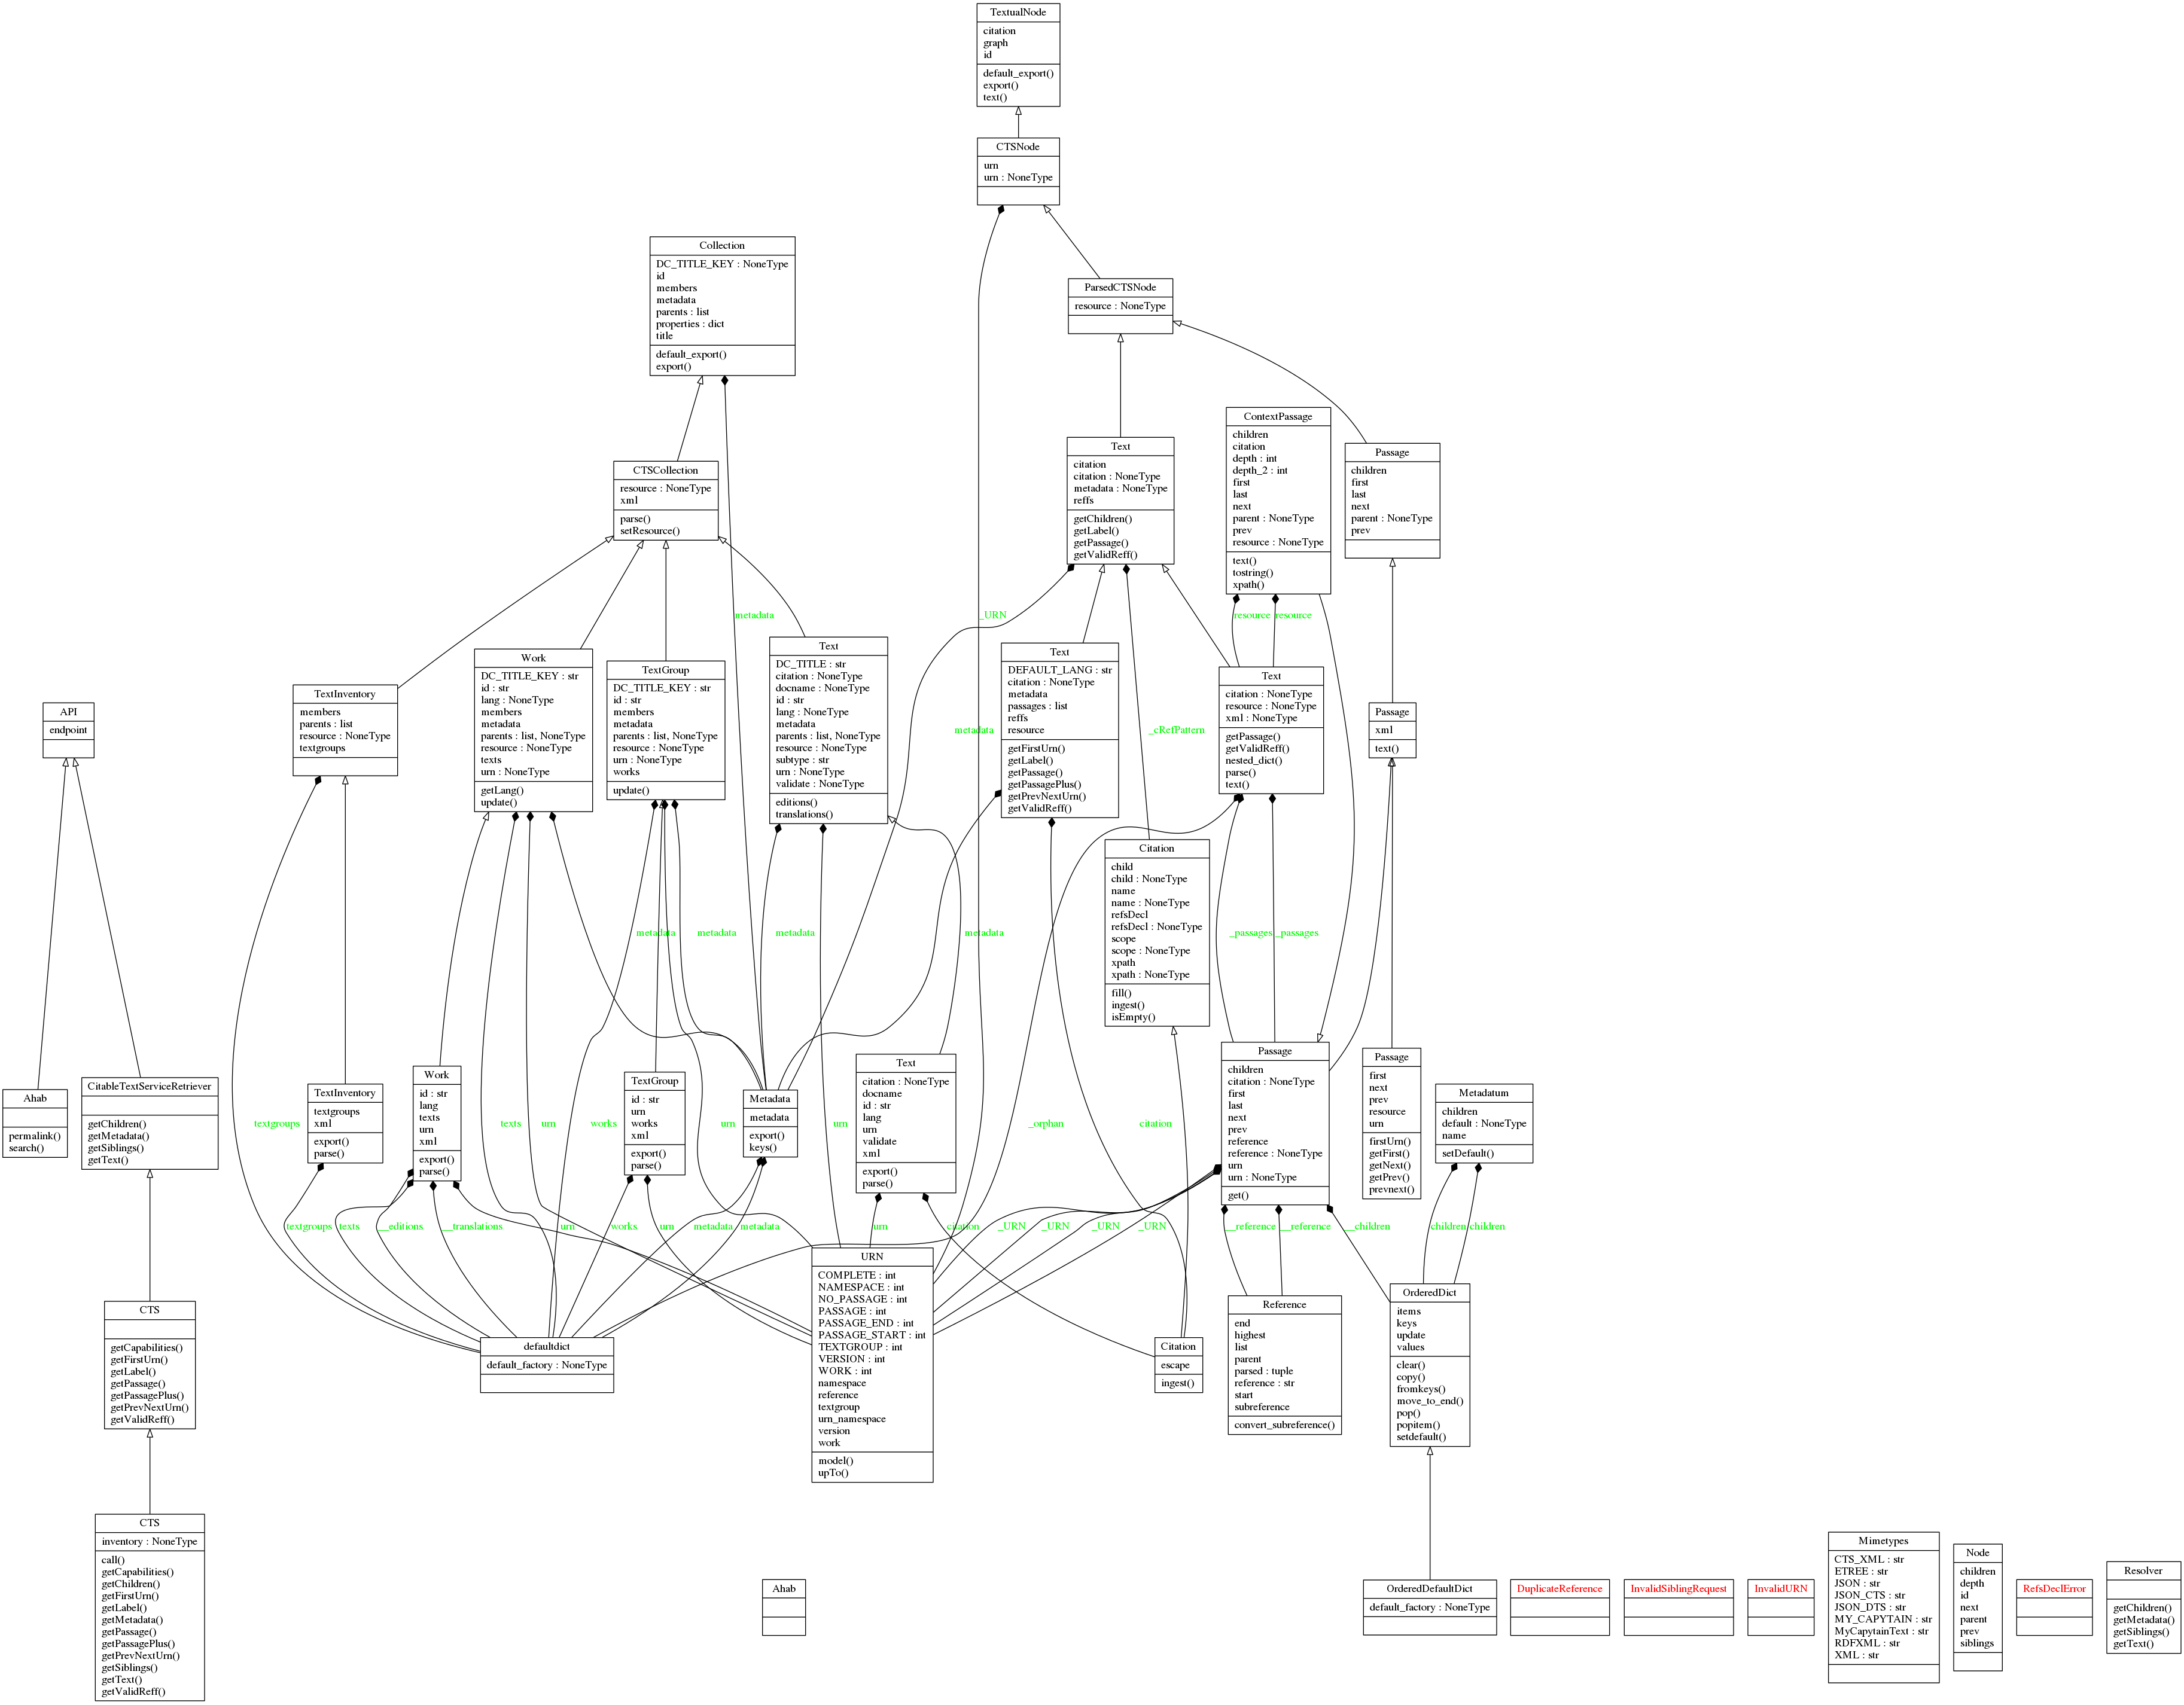 TextualNode
citation
graph
id
default_export()
export()
text()
CTSNode
urn
urn : NoneType
Collection
DC_TITLE_KEY : NoneType
id
members
metadata
parents : list
properties : dict
title
default_export()
export()
ParsedCTSNode
resource : NoneType
CTSCollection
resource : NoneType
xml
parse()
setResource()
Text
citation
citation : NoneType
metadata : NoneType
reffs
getChildren()
getLabel()
getPassage()
getValidReff()
ContextPassage
children
citation
depth : int
depth_2 : int
first
last
next
parent : NoneType
prev
resource : NoneType
text()
tostring()
xpath()
Passage
children
first
last
next
parent : NoneType
prev
metadata
_URN
resource
resource
API
endpoint
TextInventory
members
parents : list
resource : NoneType
textgroups
Work
DC_TITLE_KEY : str
id : str
lang : NoneType
members
metadata
parents : list, NoneType
resource : NoneType
texts
urn : NoneType
getLang()
update()
TextGroup
DC_TITLE_KEY : str
id : str
members
metadata
parents : list, NoneType
resource : NoneType
urn : NoneType
works
update()
Text
DC_TITLE : str
citation : NoneType
docname : NoneType
id : str
lang : NoneType
metadata
parents : list, NoneType
resource : NoneType
subtype : str
urn : NoneType
validate : NoneType
editions()
translations()
metadata
Text
DEFAULT_LANG : str
citation : NoneType
metadata
passages : list
reffs
resource
getFirstUrn()
getLabel()
getPassage()
getPassagePlus()
getPrevNextUrn()
getValidReff()
_cRefPattern
Text
citation : NoneType
resource : NoneType
xml : NoneType
getPassage()
getValidReff()
nested_dict()
parse()
text()
Passage
xml
text()
Citation
child
child : NoneType
name
name : NoneType
refsDecl
refsDecl : NoneType
scope
scope : NoneType
xpath
xpath : NoneType
fill()
ingest()
isEmpty()
metadata
metadata
metadata
metadata
_passages
_passages
Ahab
permalink()
search()
CitableTextServiceRetriever
getChildren()
getMetadata()
getSiblings()
getText()
textgroups
TextInventory
textgroups
xml
export()
parse()
Work
id : str
lang
texts
urn
xml
export()
parse()
texts
urn
works
TextGroup
id : str
urn
works
xml
export()
parse()
urn
Metadata
metadata
export()
keys()
urn
Text
citation : NoneType
docname
id : str
lang
urn
validate
xml
export()
parse()
_orphan
citation
Passage
children
citation : NoneType
first
last
next
prev
reference
reference : NoneType
urn
urn : NoneType
get()
Passage
first
next
prev
resource
urn
firstUrn()
getFirst()
getNext()
getPrev()
prevnext()
Metadatum
children
default : NoneType
name
setDefault()
textgroups
texts
__editions
__translations
urn
works
urn
metadata
metadata
urn
citation
_URN
_URN
_URN
_URN
__reference
__reference
__children
children
children
CTS
getCapabilities()
getFirstUrn()
getLabel()
getPassage()
getPassagePlus()
getPrevNextUrn()
getValidReff()
defaultdict
default_factory : NoneType
URN
COMPLETE : int
NAMESPACE : int
NO_PASSAGE : int
PASSAGE : int
PASSAGE_END : int
PASSAGE_START : int
TEXTGROUP : int
VERSION : int
WORK : int
namespace
reference
textgroup
urn_namespace
version
work
model()
upTo()
Citation
escape
ingest()
Reference
end
highest
list
parent
parsed : tuple
reference : str
start
subreference
convert_subreference()
OrderedDict
items
keys
update
values
clear()
copy()
fromkeys()
move_to_end()
pop()
popitem()
setdefault()
CTS
inventory : NoneType
call()
getCapabilities()
getChildren()
getFirstUrn()
getLabel()
getMetadata()
getPassage()
getPassagePlus()
getPrevNextUrn()
getSiblings()
getText()
getValidReff()
Ahab
OrderedDefaultDict
default_factory : NoneType
DuplicateReference
InvalidSiblingRequest
InvalidURN
Mimetypes
CTS_XML : str
ETREE : str
JSON : str
JSON_CTS : str
JSON_DTS : str
MY_CAPYTAIN : str
MyCapytainText : str
RDFXML : str
XML : str
Node
children
depth
id
next
parent
prev
siblings
RefsDeclError
Resolver
getChildren()
getMetadata()
getSiblings()
getText()